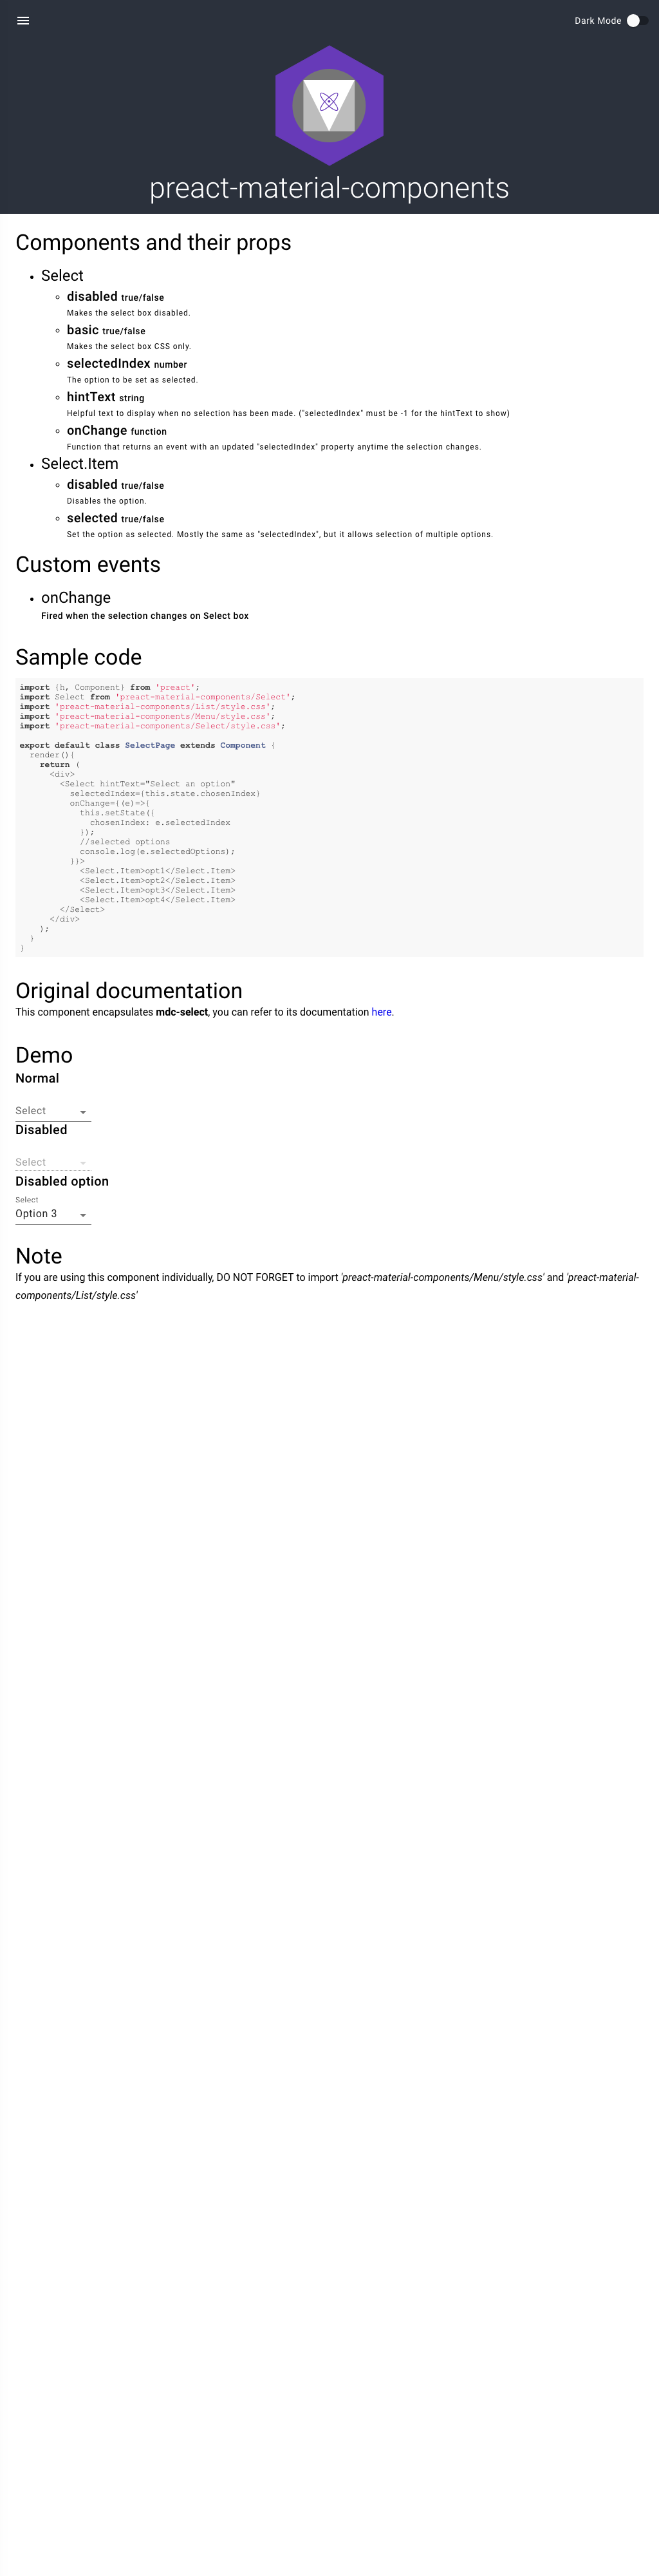 Dark Mode
preact-material-components
Components and their props
Select
disabled true/false
Makes the select box disabled.
basic true/false
Makes the select box CSS only.
selectedIndex number
The option to be set as selected.
hintText string
Helpful text to display when no selection has been made. ("selectedIndex" must be -1 for the hintText to show)
onChange function
Function that returns an event with an updated "selectedIndex" property anytime the selection changes.
Select.Item
disabled true/false
Disables the option.
selected true/false
Set the option as selected. Mostly the same as "selectedIndex", but it allows selection of multiple options.
Custom events
onChange
Fired when the selection changes on Select box
Sample code
import {h, Component} from 'preact';
import Select from 'preact-material-components/Select';
import 'preact-material-components/List/style.css';
import 'preact-material-components/Menu/style.css';
import 'preact-material-components/Select/style.css';
export default class SelectPage extends Component {
render(){
return (
<div>
<Select hintText="Select an option"
selectedIndex={this.state.chosenIndex}
onChange={(e)=>{
this.setState({
chosenIndex: e.selectedIndex
});
//selected options
console.log(e.selectedOptions);
}}>
<Select.Item>opt1</Select.Item>
<Select.Item>opt2</Select.Item>
<Select.Item>opt3</Select.Item>
<Select.Item>opt4</Select.Item>
</Select>
</div>
);
}
}
Original documentation
This component encapsulates mdc-select, you can refer to its documentation here.
Demo
Normal
Select
Disabled
Select
Disabled option
Select
Option 3
Note
If you are using this component individually, DO NOT FORGET to import 'preact-material-components/Menu/style.css' and 'preact-material-
components/List/style.css'